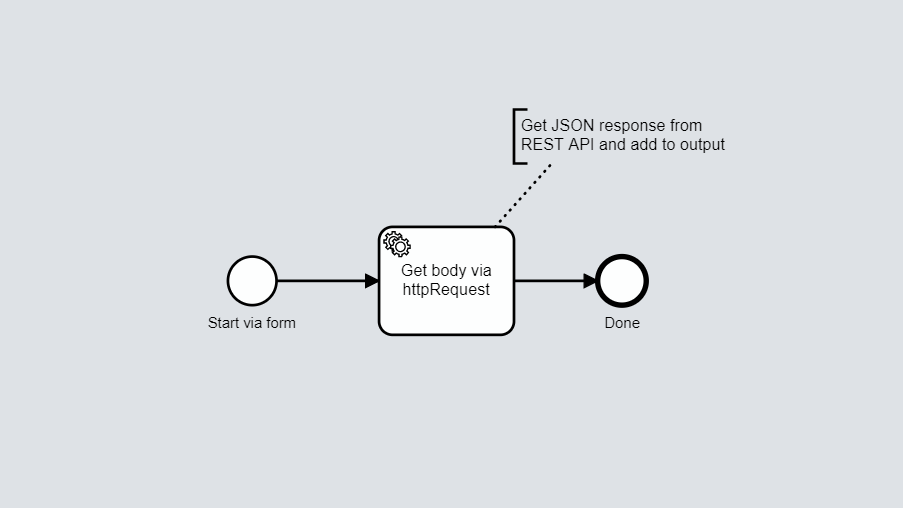 Get JSON response from
REST API and add to output
Get body via
httpRequest
Start via form
Done